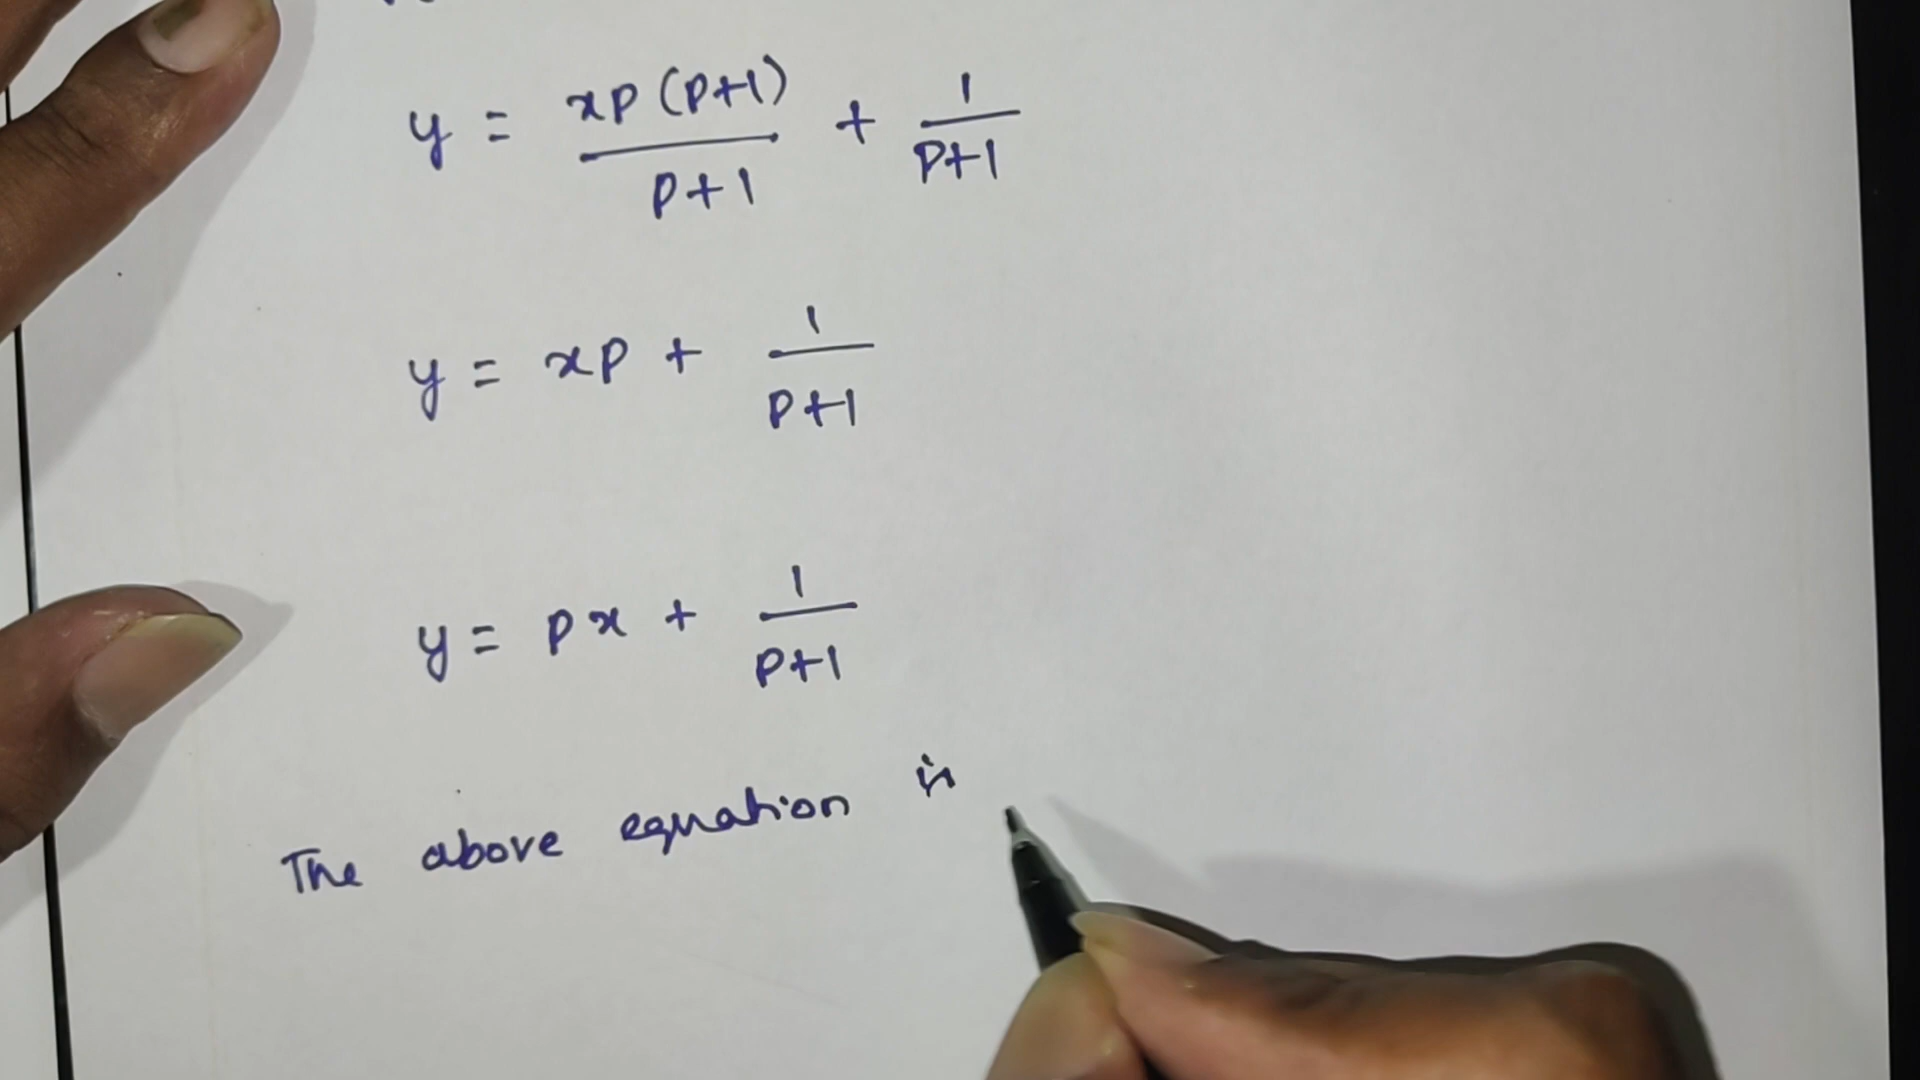 y = xp (p+1) / p+1 + 1 / p+1
y = xp + 1 / p+1
y = px + 1 / p+1
The above equation is